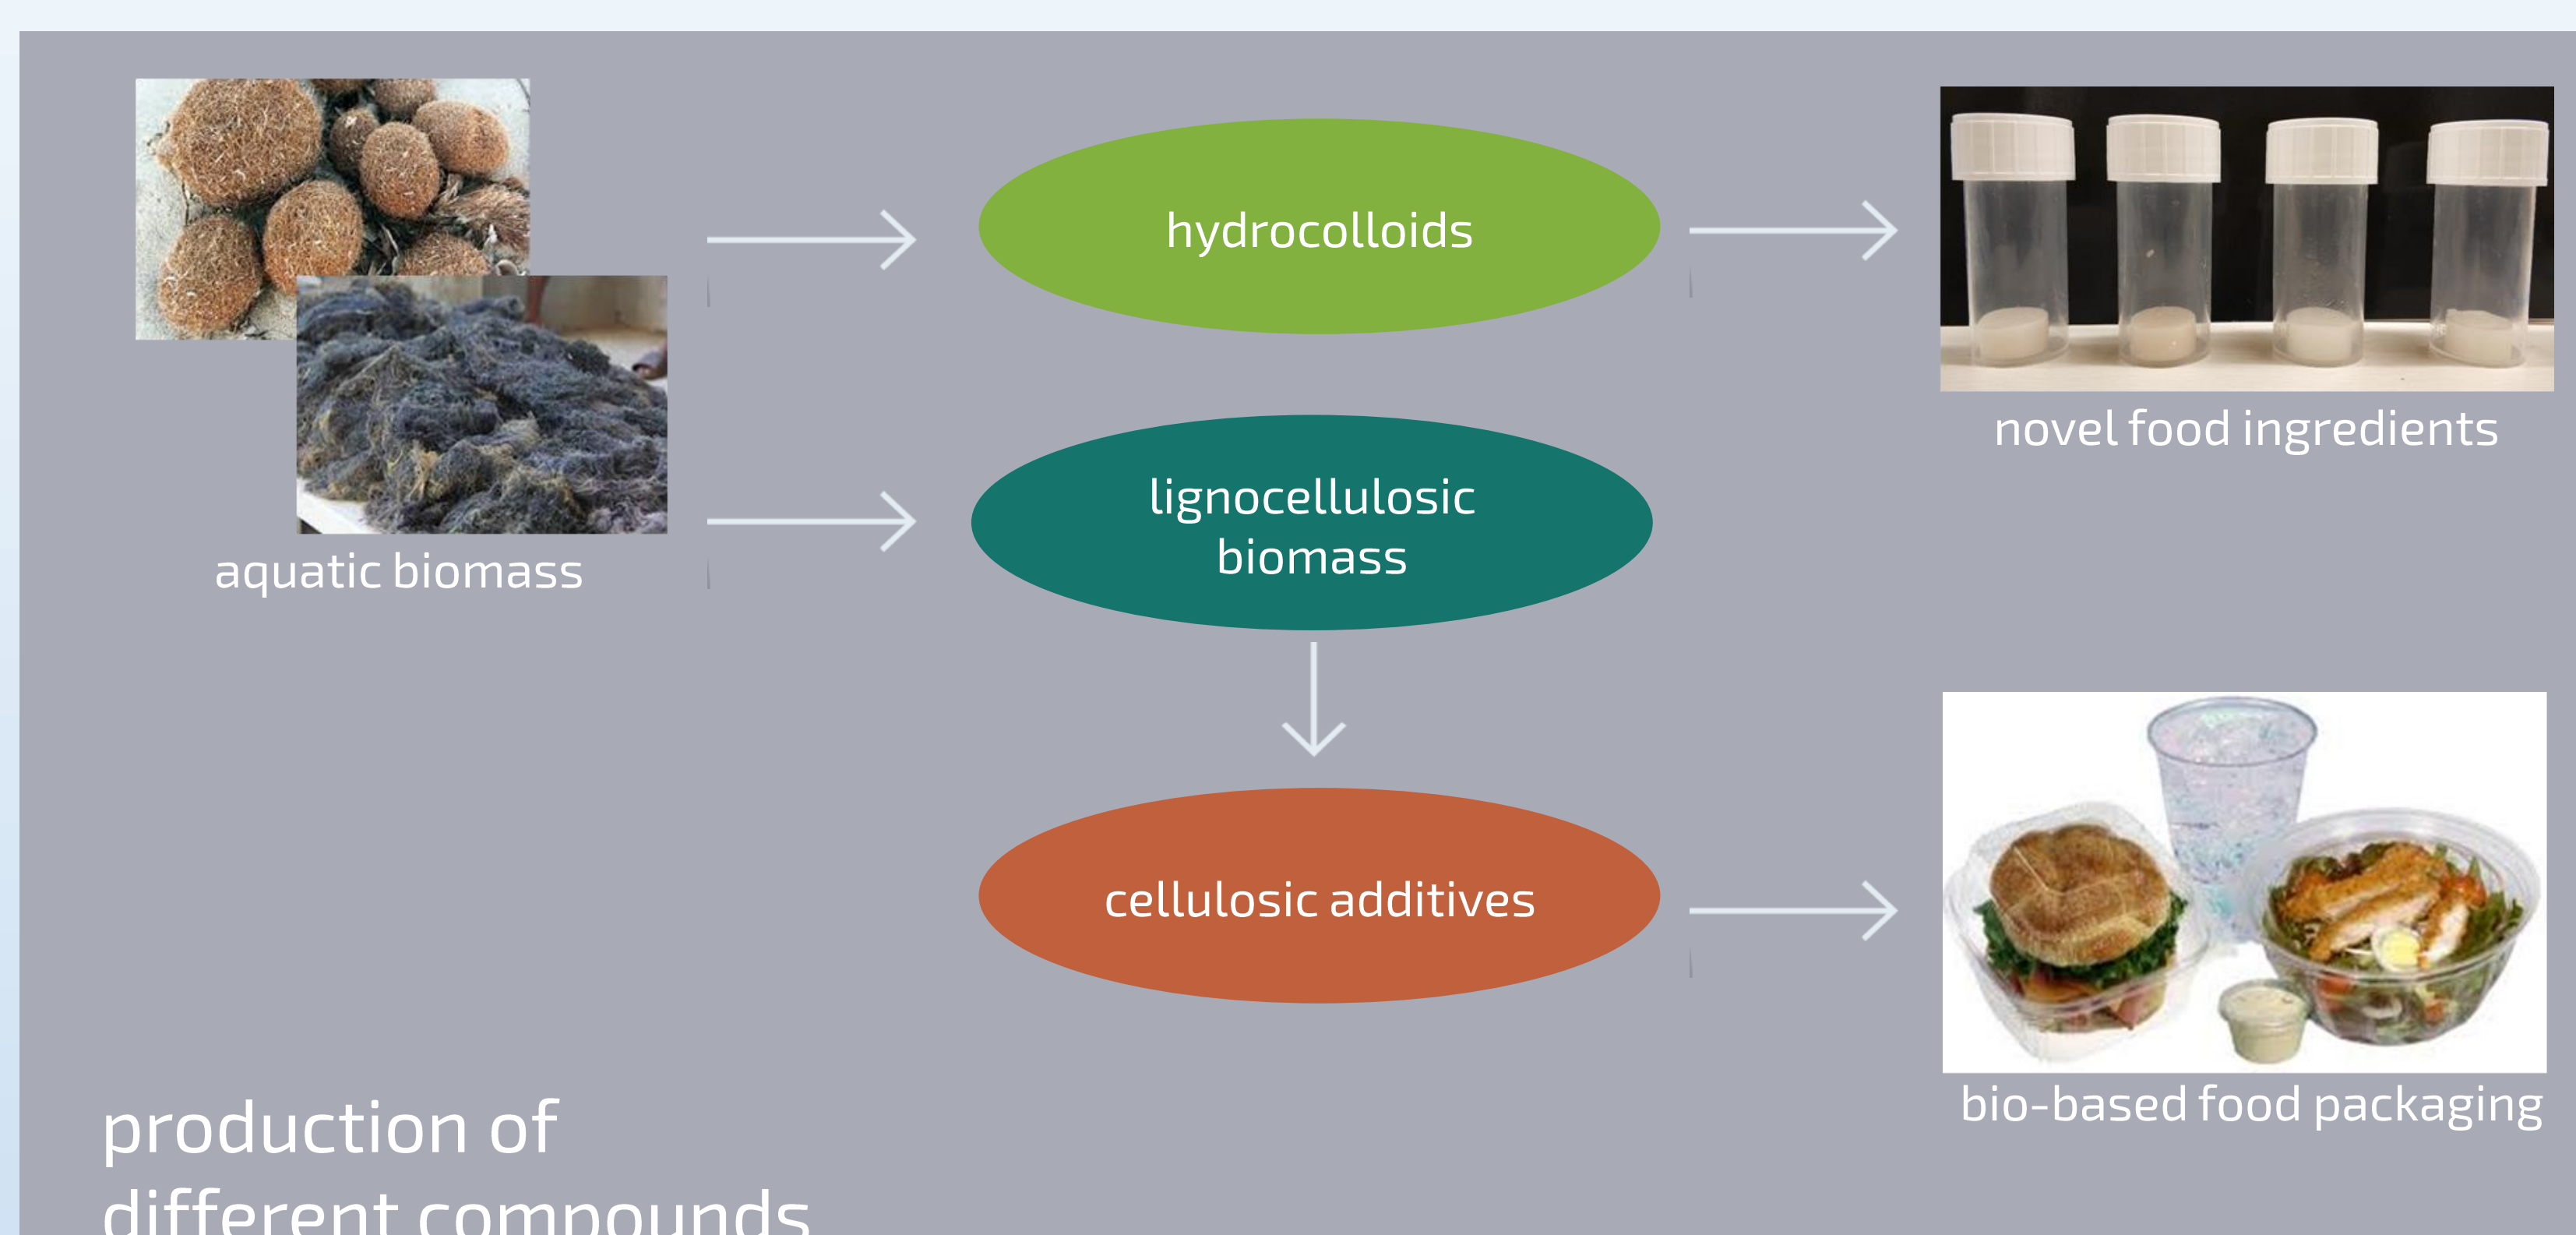 hydrocolloids
novel food ingredients
lignocellulosic
biomass
aquatic biomass
cellulosic additives
bio-based food packaging
production of
different compounds